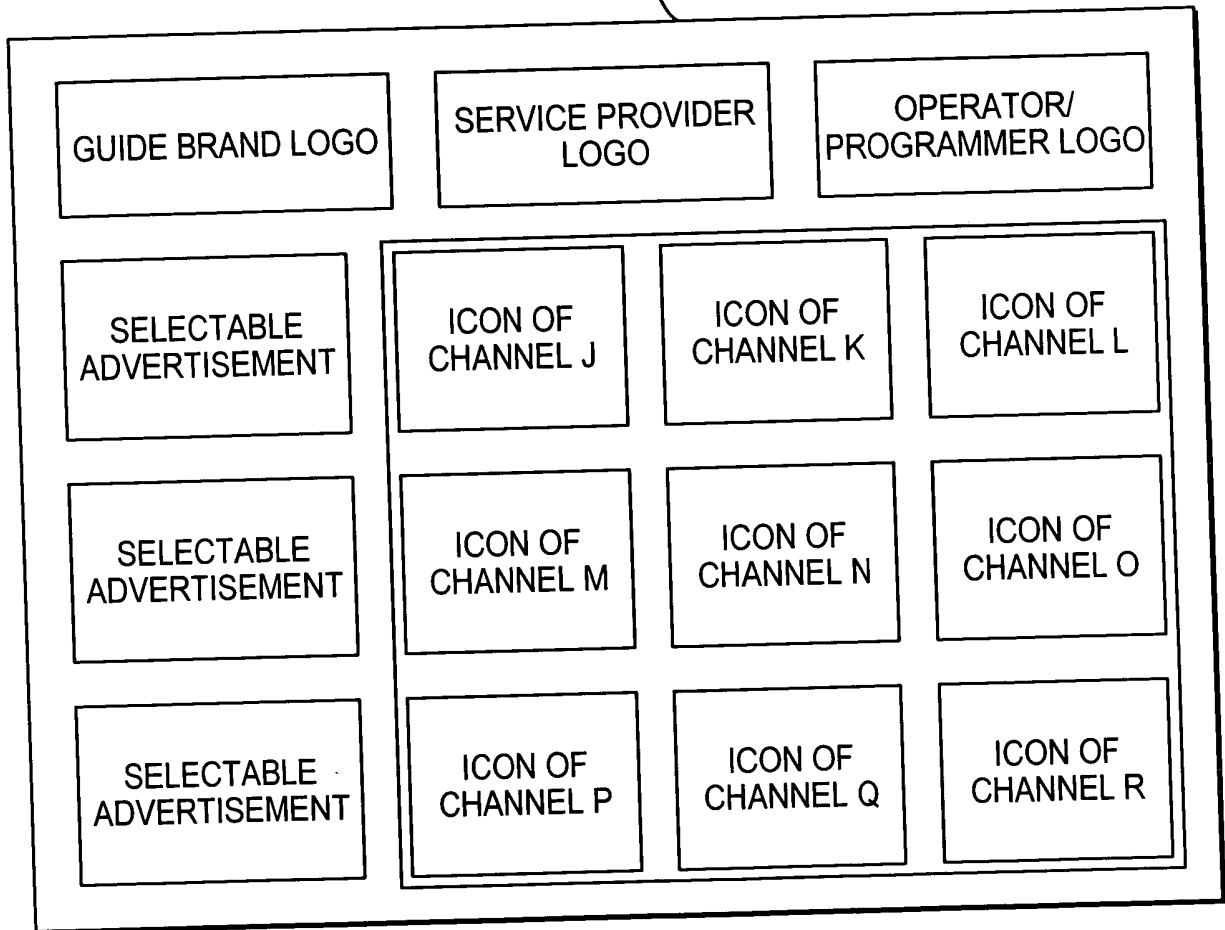 GUIDE BRAND LOGO
SERVICE PROVIDER
LOGO
OPERATOR/
PROGRAMMER LOGO
SELECTABLE
ADVERTISEMENT
ICON OF
CHANNEL J
ICON OF
CHANNEL K
ICON OF
CHANNEL L
SELECTABLE
ADVERTISEMENT
ICON OF
CHANNEL M
ICON OF
CHANNEL N
ICON OF
CHANNEL O
SELECTABLE
ADVERTISEMENT
ICON OF
CHANNEL P
ICON OF
CHANNEL Q
ICON OF
CHANNEL R